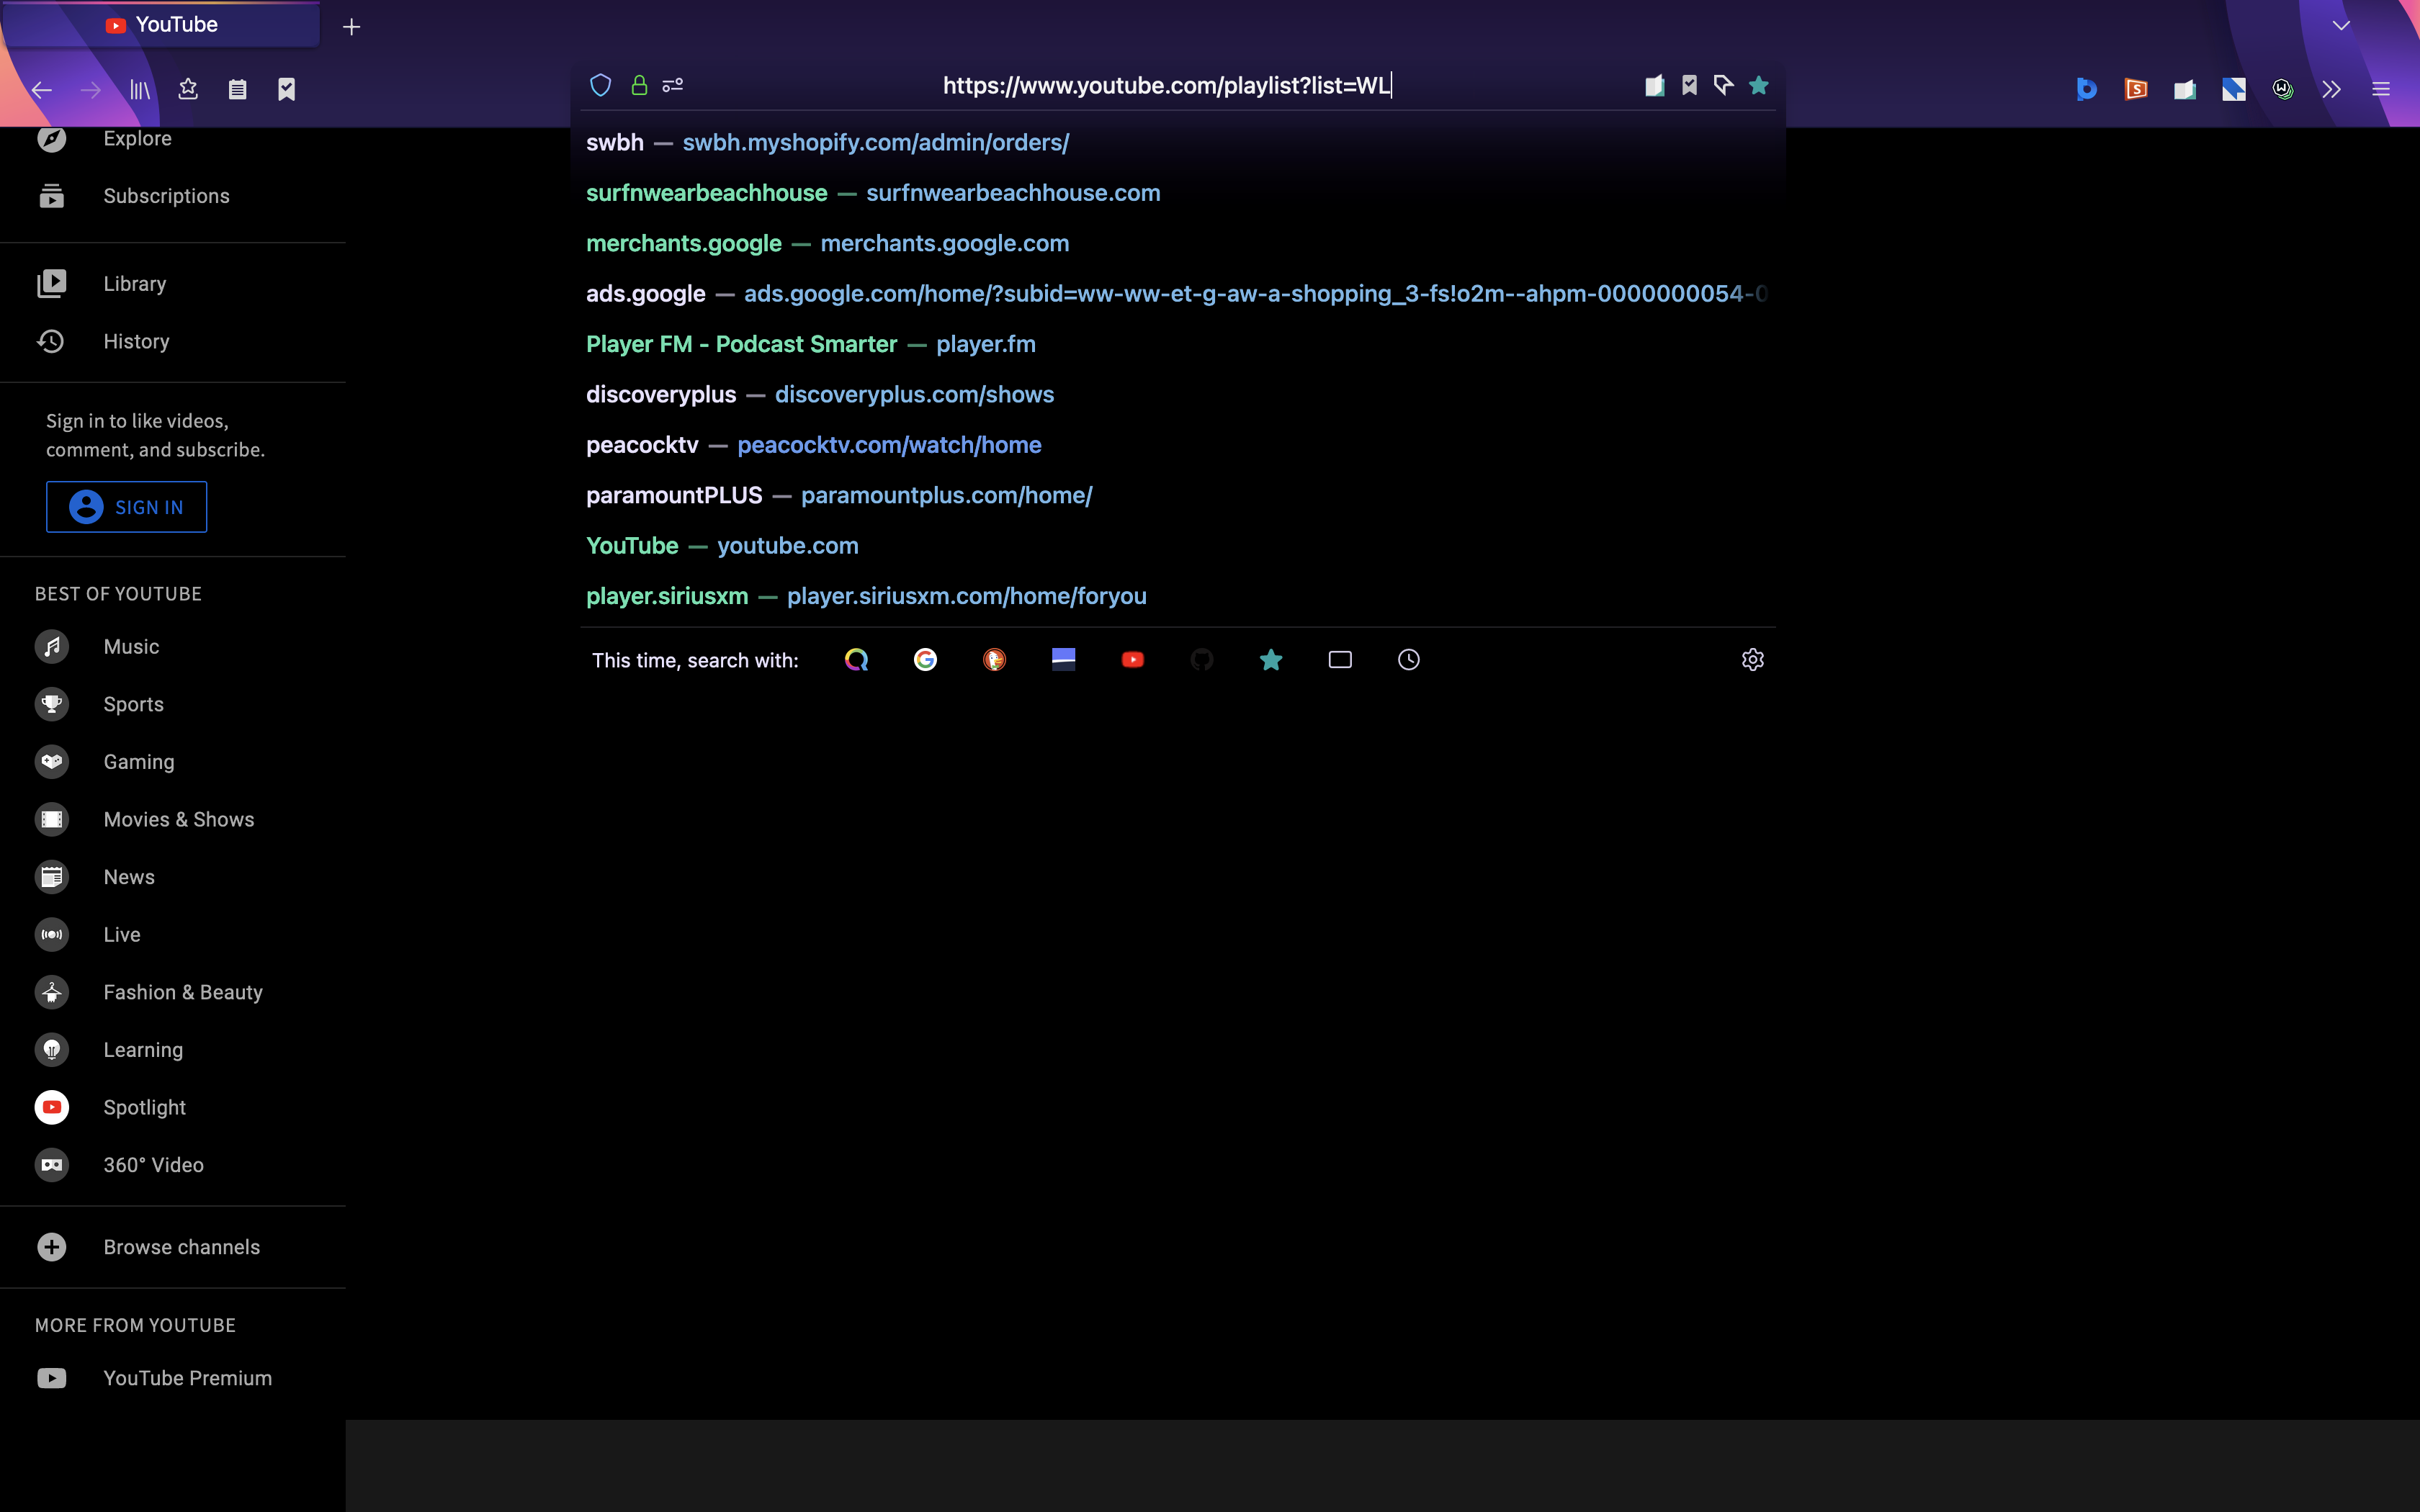 YouTube
https://www.youtube.com/playlist?list=WL
swbh — swbh.myshopify.com/admin/orders/
surfnwearbeachhouse — surfnwearbeachhouse.com
merchants.google — merchants.google.com
ads.google — ads.google.com/home/?subid=ww-ww-et-g-aw-a-shopping_3-fs!o2m--ahpm-0000000054-0
Player FM - Podcast Smarter — player.fm
discoveryplus — discoveryplus.com/shows
peacocktv — peacocktv.com/watch/home
paramountPLUS — paramountplus.com/home/
YouTube — youtube.com
player.siriusxm — player.siriusxm.com/home/foryou
This time, search with:
Explore
Subscriptions
Library
History
Sign in to like videos,
comment, and subscribe.
SIGN IN
BEST OF YOUTUBE
Music
Sports
Gaming
Movies & Shows
News
Live
Fashion & Beauty
Learning
Spotlight
360° Video
Browse channels
MORE FROM YOUTUBE
YouTube Premium